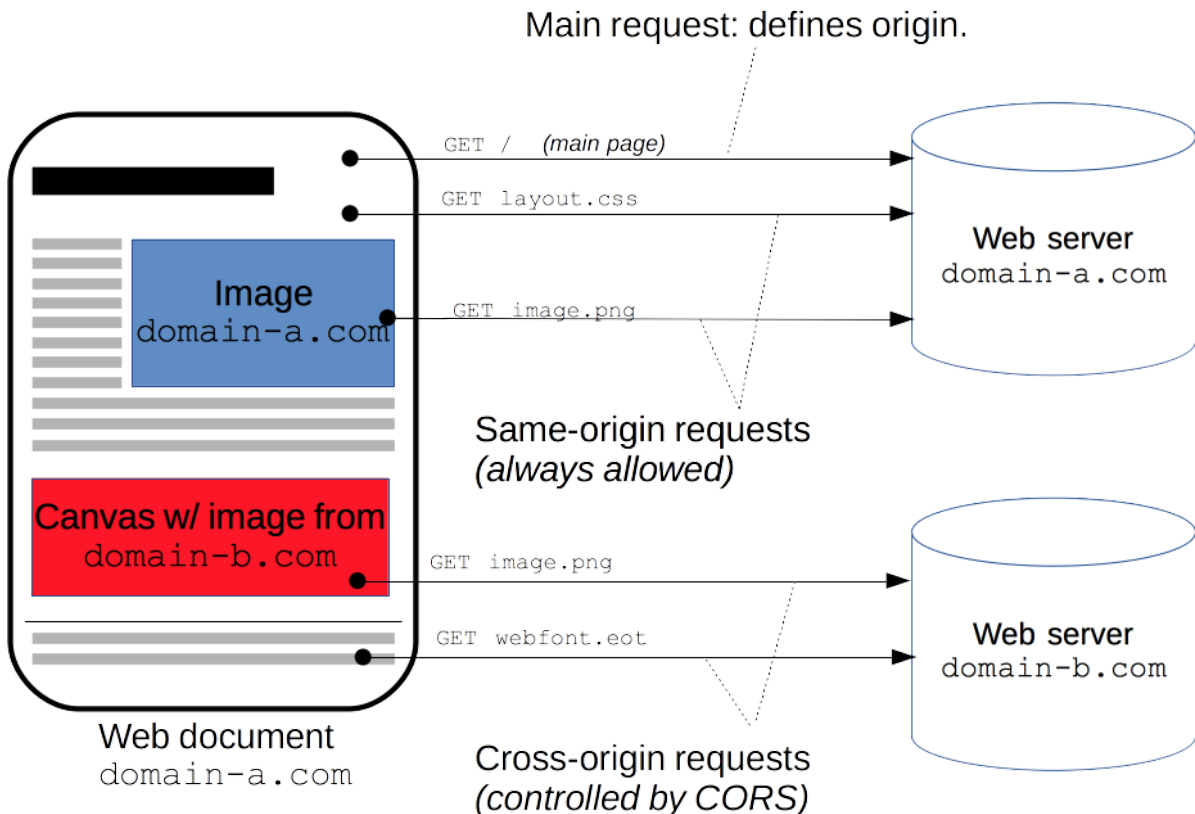 Main request: defines origin.
GET / (main page)
GET layout.css
Web server
domain-a.com
Image
domain-a.com
GET image.png
Same-origin requests
(always allowed)
Canvas w/ image from
domain-b.com
GET image.png
GET webfont.eot
Web server
domain-b.com
Web document
domain-a.com
Cross-origin requests
(controlled by CORS)